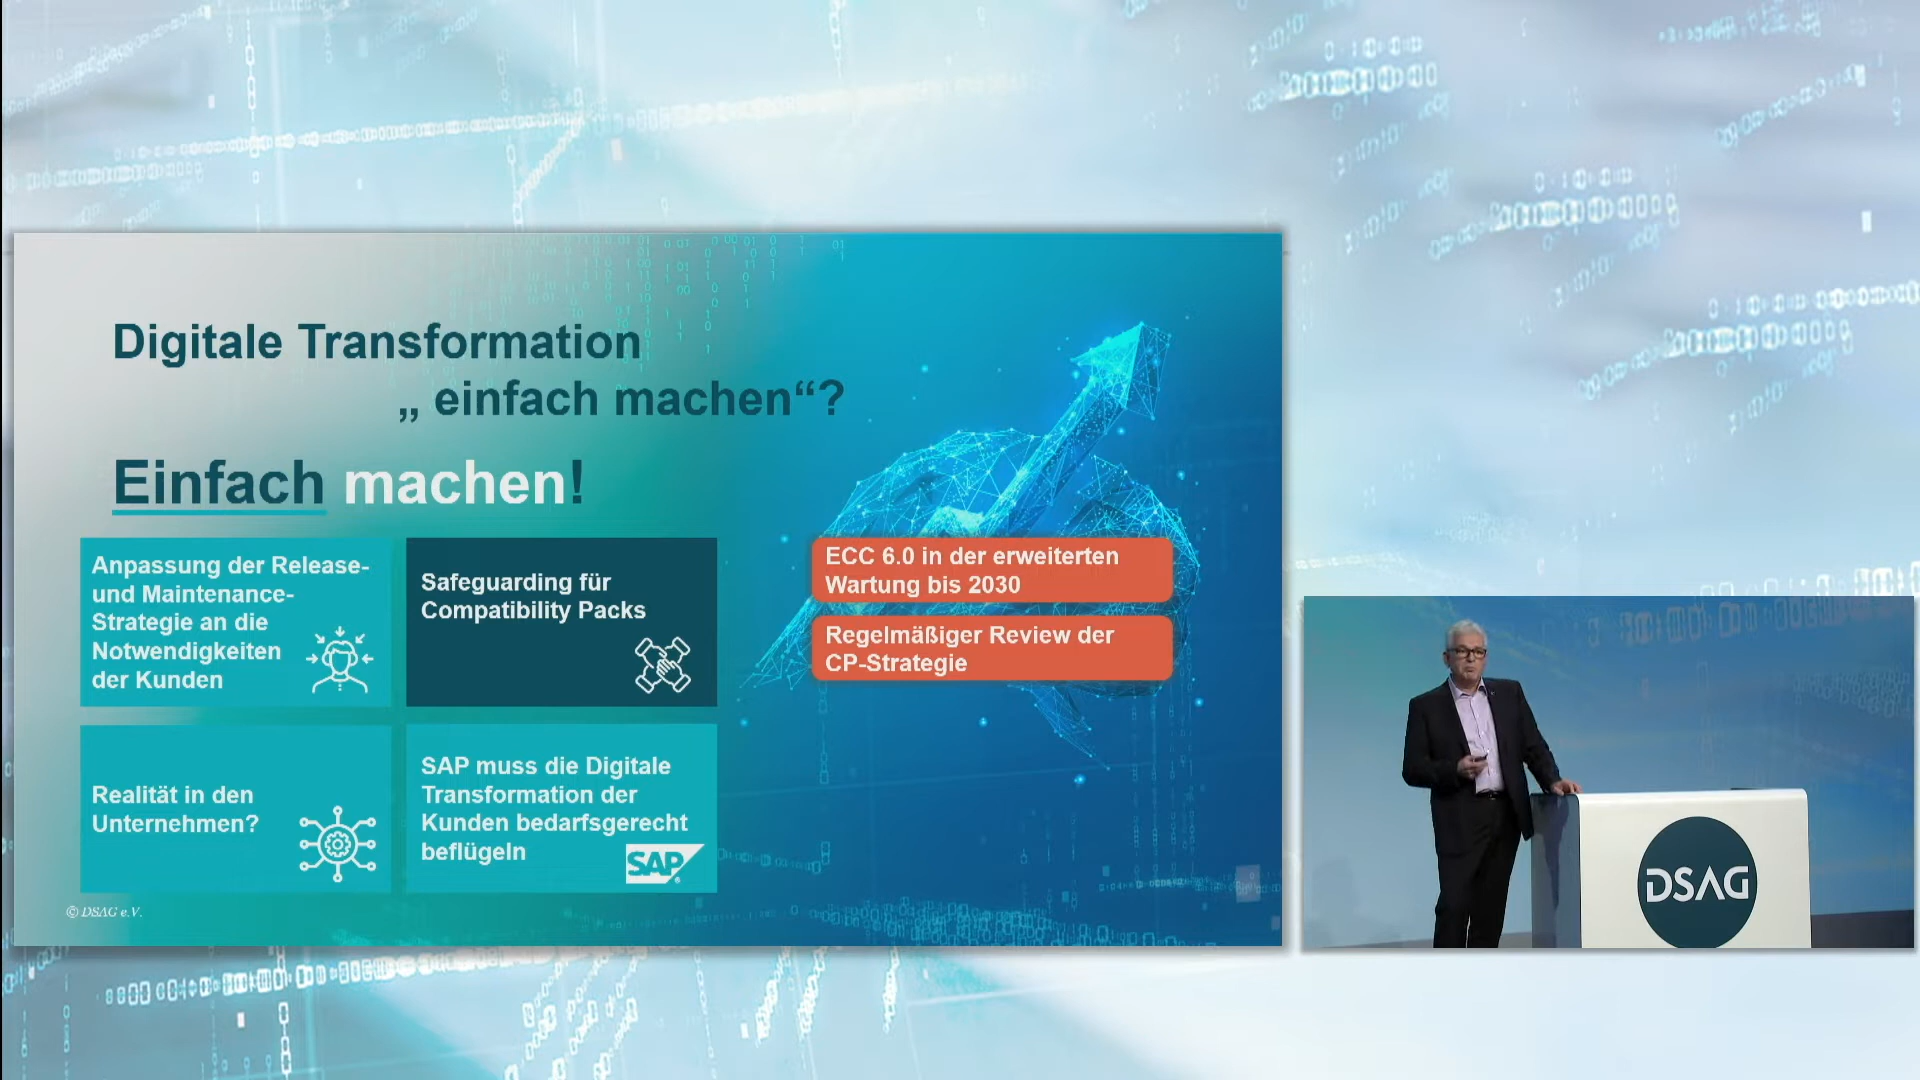 Digitale Transformation
„ einfach machen“?
Einfach machen!
Anpassung der Release-
und Maintenance-
Strategie an die
Notwendigkeiten
der Kunden
Safeguarding für
Compatibility Packs
ECC 6.0 in der erweiterten
Wartung bis 2030
Regelmäßiger Review der
CP-Strategie
Realität in den
Unternehmen?
SAP muss die Digitale
Transformation der
Kunden bedarfsgerecht
beflügeln
SAP
© DSAG e.V.
DSAG